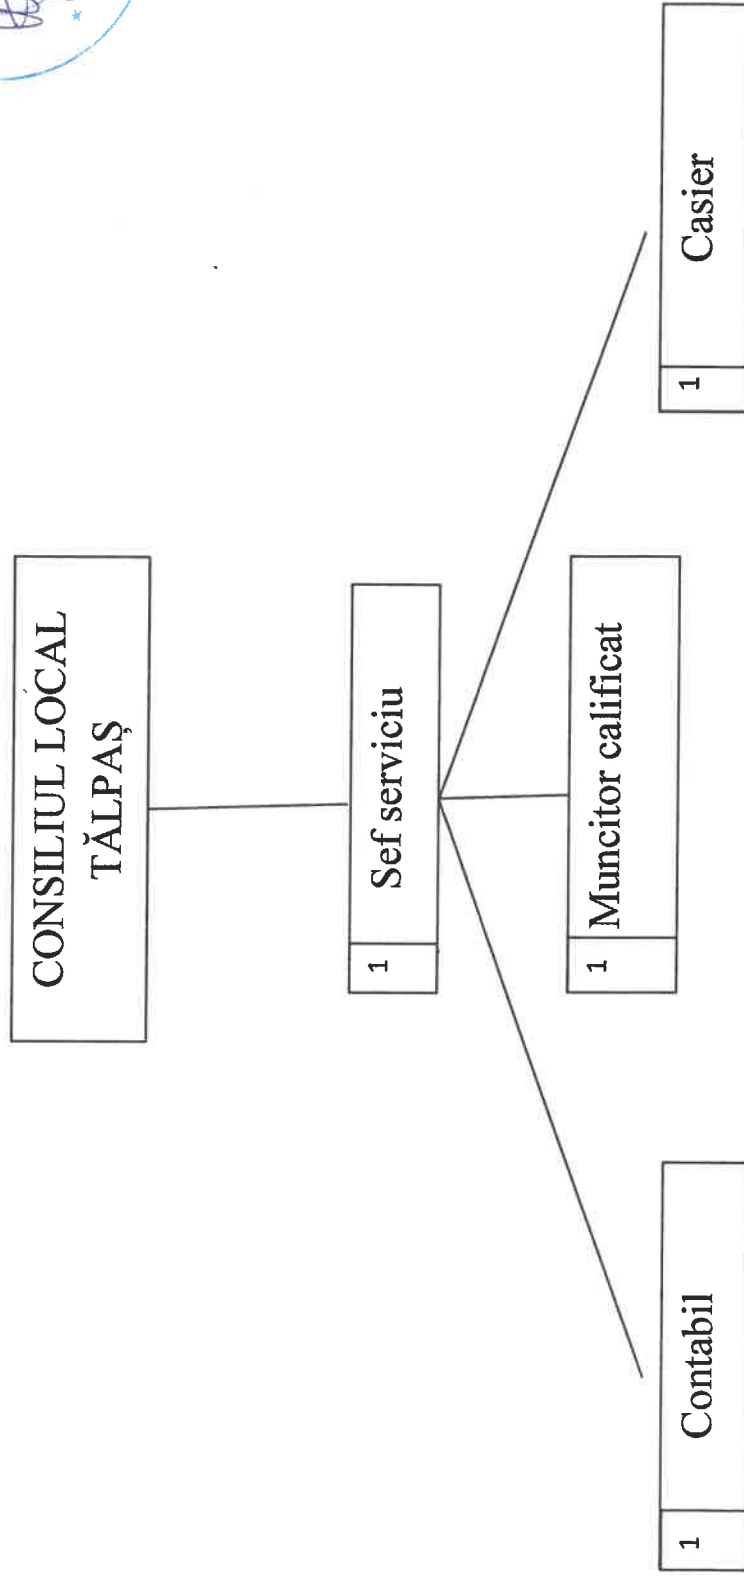 CONSILIUL LOCAL
TĂLPAȘ
1 Sef serviciu
1 Muncitor calificat
1 Contabil
1 Casier